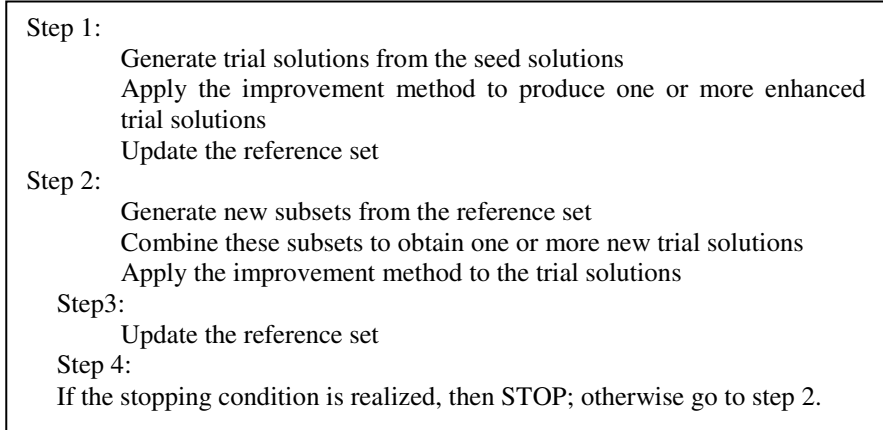 Step 1:
Generate trial solutions from the seed solutions
Apply the improvement method to produce one or more enhanced
trial solutions
Update the reference set
Step 2:
Generate new subsets from the reference set
Combine these subsets to obtain one or more new trial solutions
Apply the improvement method to the trial solutions
Step3:
Update the reference set
Step 4:
If the stopping condition is realized, then STOP; otherwise go to step 2.